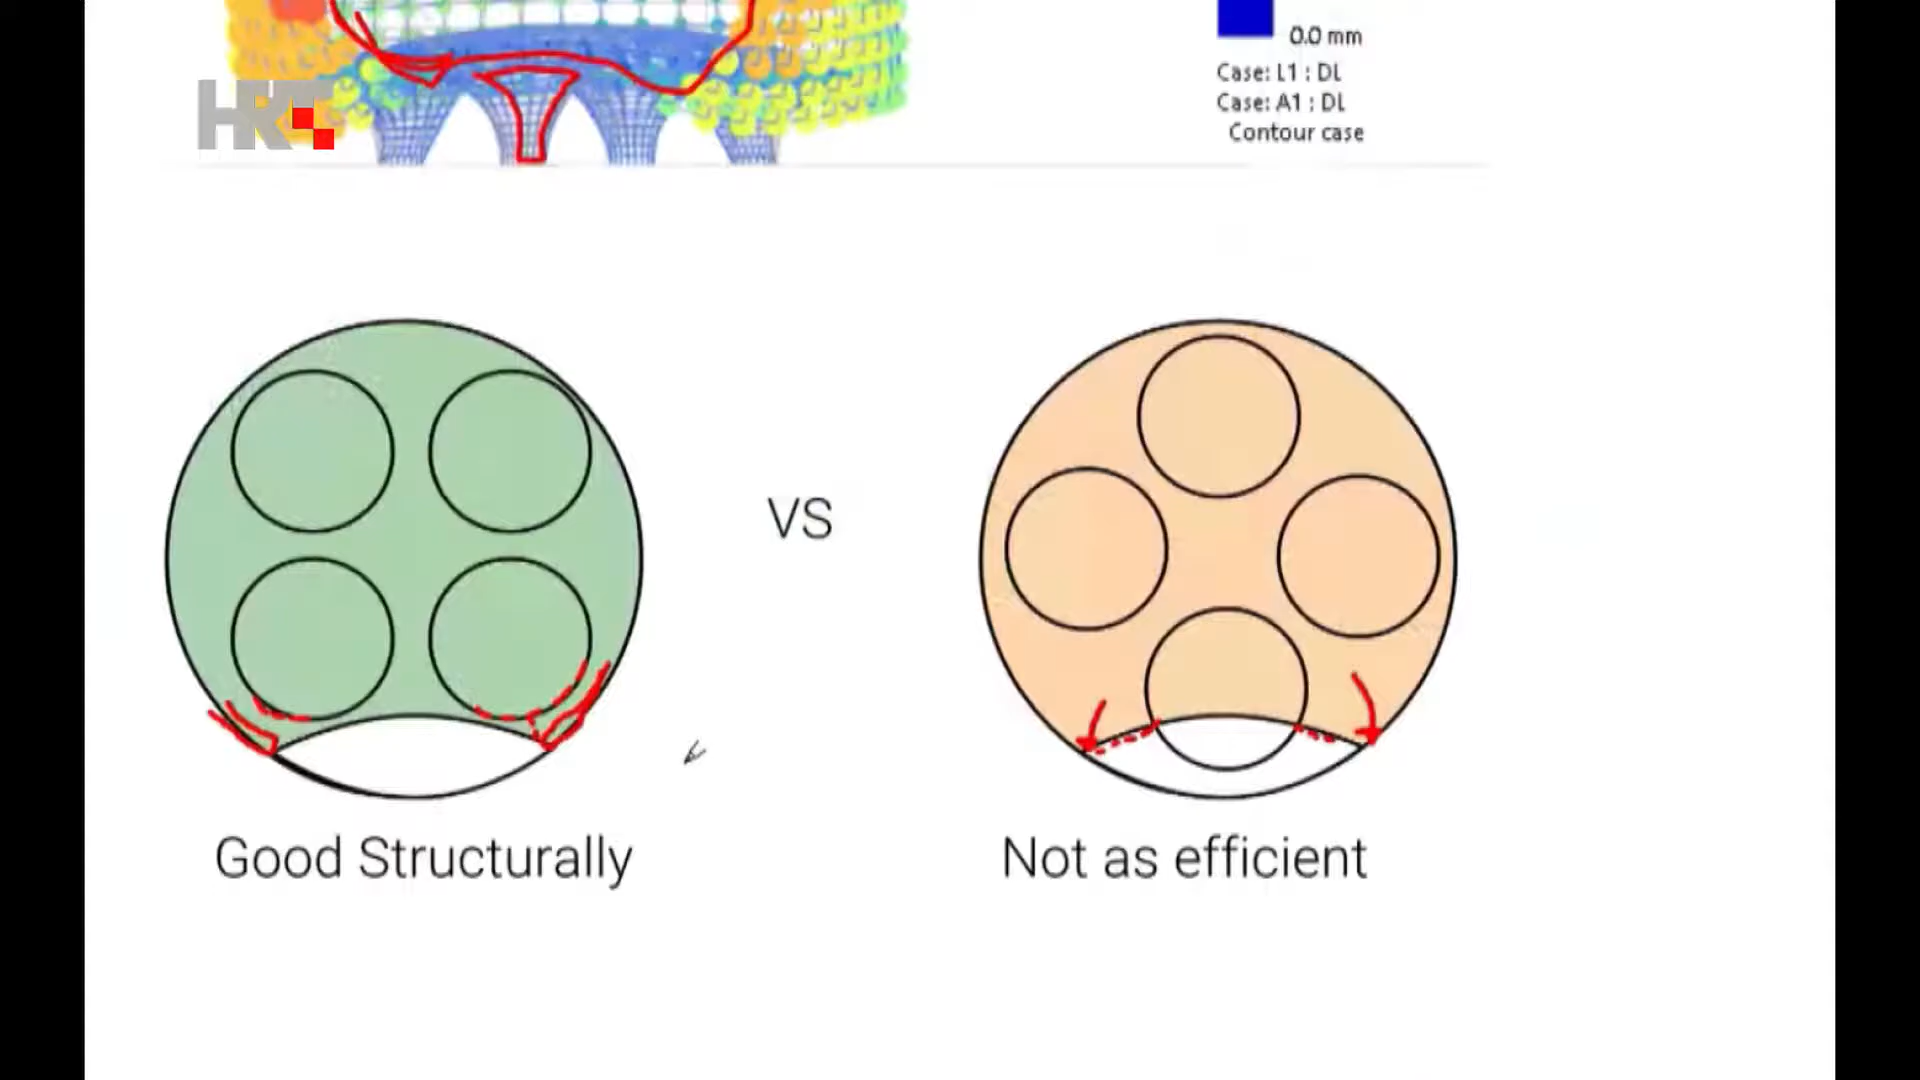 0.0 mm
Case: L1 : DL
Case: A1 : DL
Contour case
HRT
VS
Good Structurally
Not as efficient